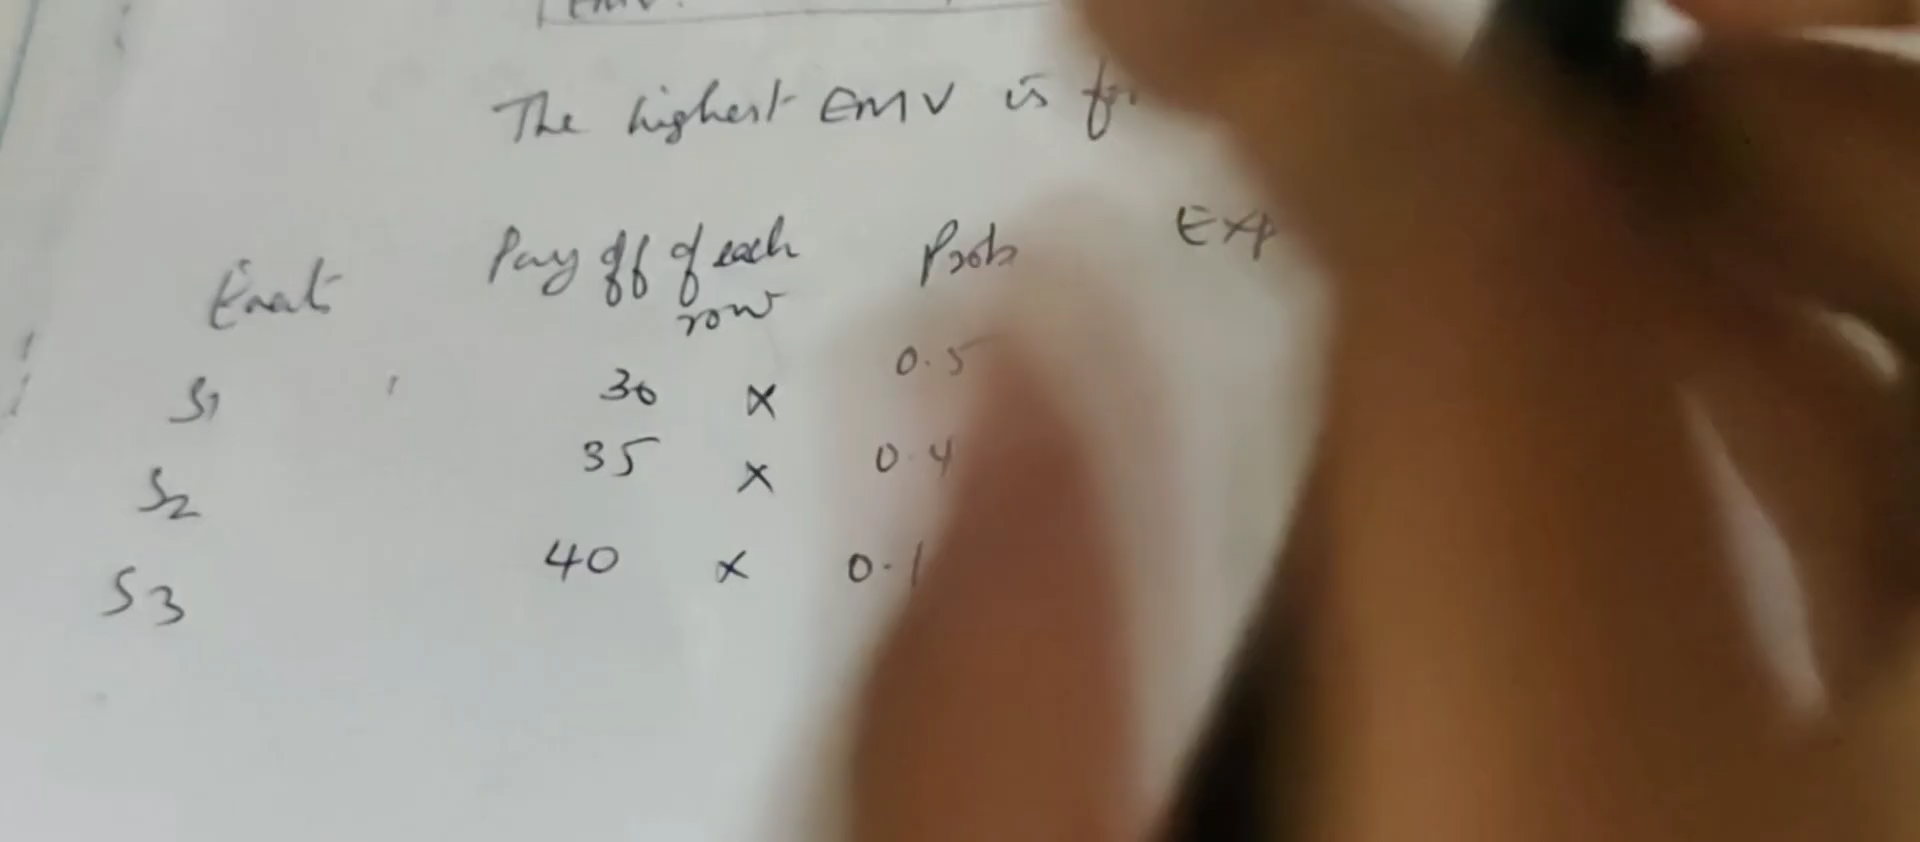 The highest EMV is
Event Pay off of each row Prob EXP
S1 30 x 0.5
S2 35 x 0.4
S3 40 x 0.1